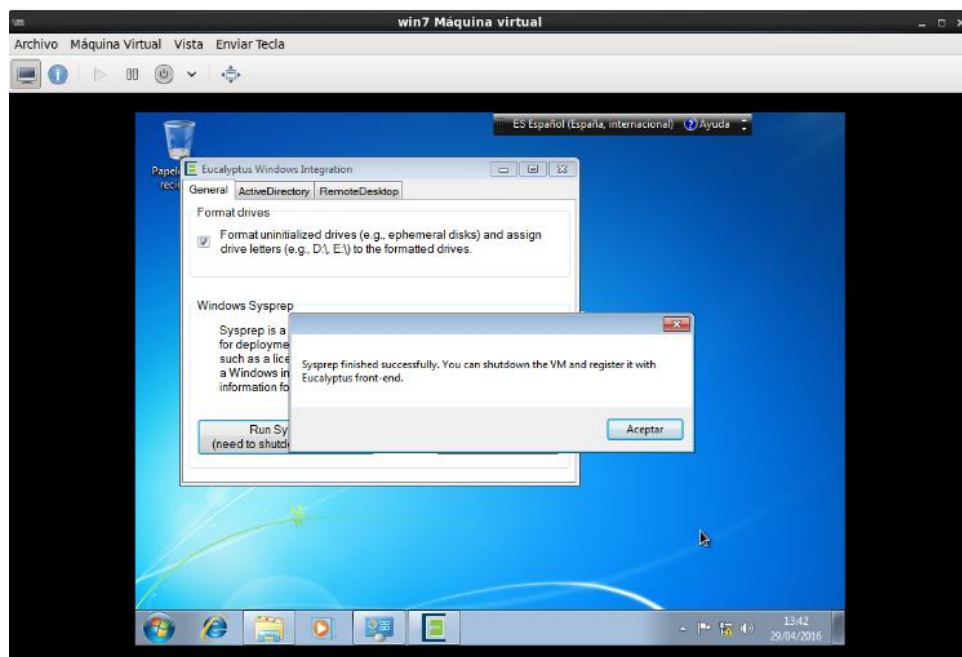 win7 Máquina virtual
Archivo Máquina Virtual Vista Enviar Tecla
ES Español (España, internacional) Ayuda
Eucalyptus Windows Integration
General ActiveDirectory RemoteDesktop
Format drives
Format uninitialized drives (e.g., ephemeral disks) and assign
drive letters (e.g., D:\, E:\) to the formatted drives.
Windows Sysprep
Sysprep is a
for deployme
such as a lice
a Windows in
information fo
Sysprep finished successfully. You can shutdown the VM and register it with
Eucalyptus front-end.
Aceptar
Run Sy
(need to shutd
13:42
29/04/2016